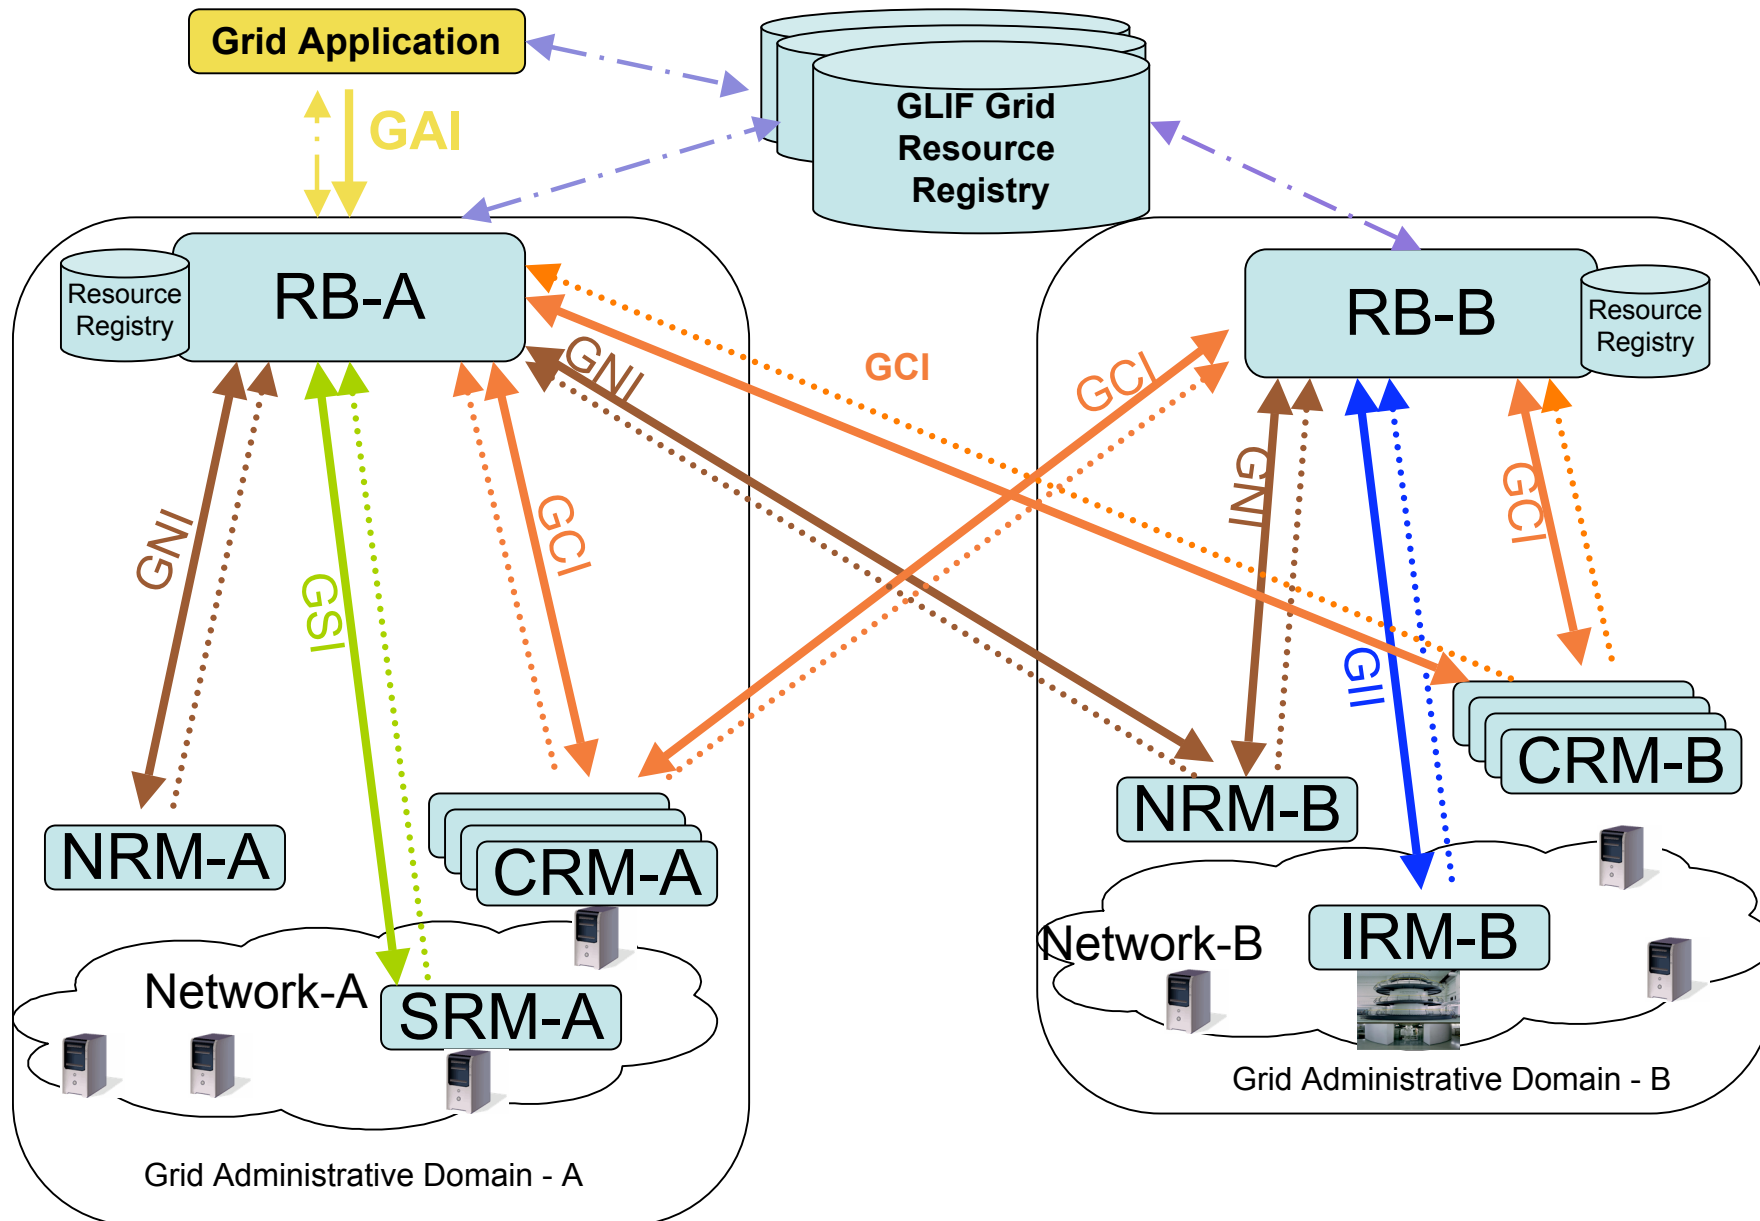 Grid Application
GLIF Grid
Resource
Registry
GAI
Resource
Registry
RB-A
RB-B
Resource
Registry
GNI
GCI
GCI
GNI
GSI
GCI
GNI
GII
GCI
NRM-A
CRM-A
NRM-B
CRM-B
Network-A
SRM-A
Network-B
IRM-B
Grid Administrative Domain - B
Grid Administrative Domain - A